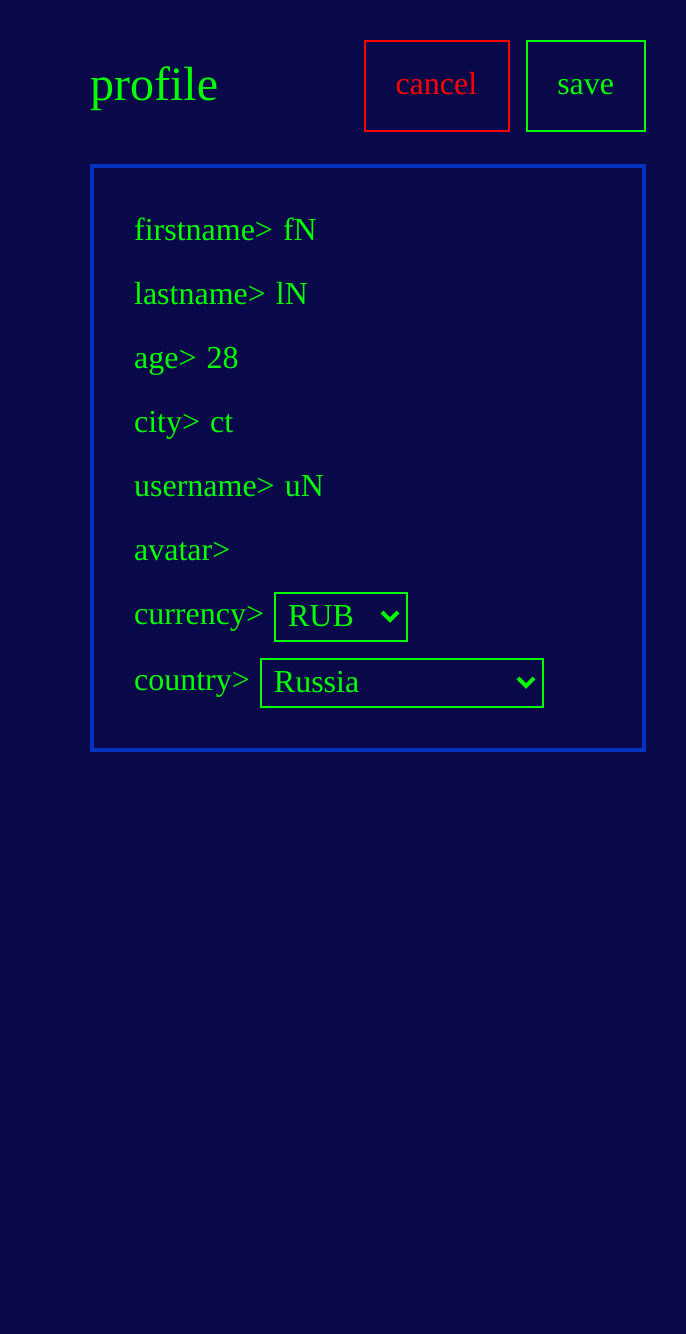 profile
cancel
save
firstname> fN
lastname> lN
age> 28
city> ct
username> uN
avatar>
currency> RUB
country> Russia